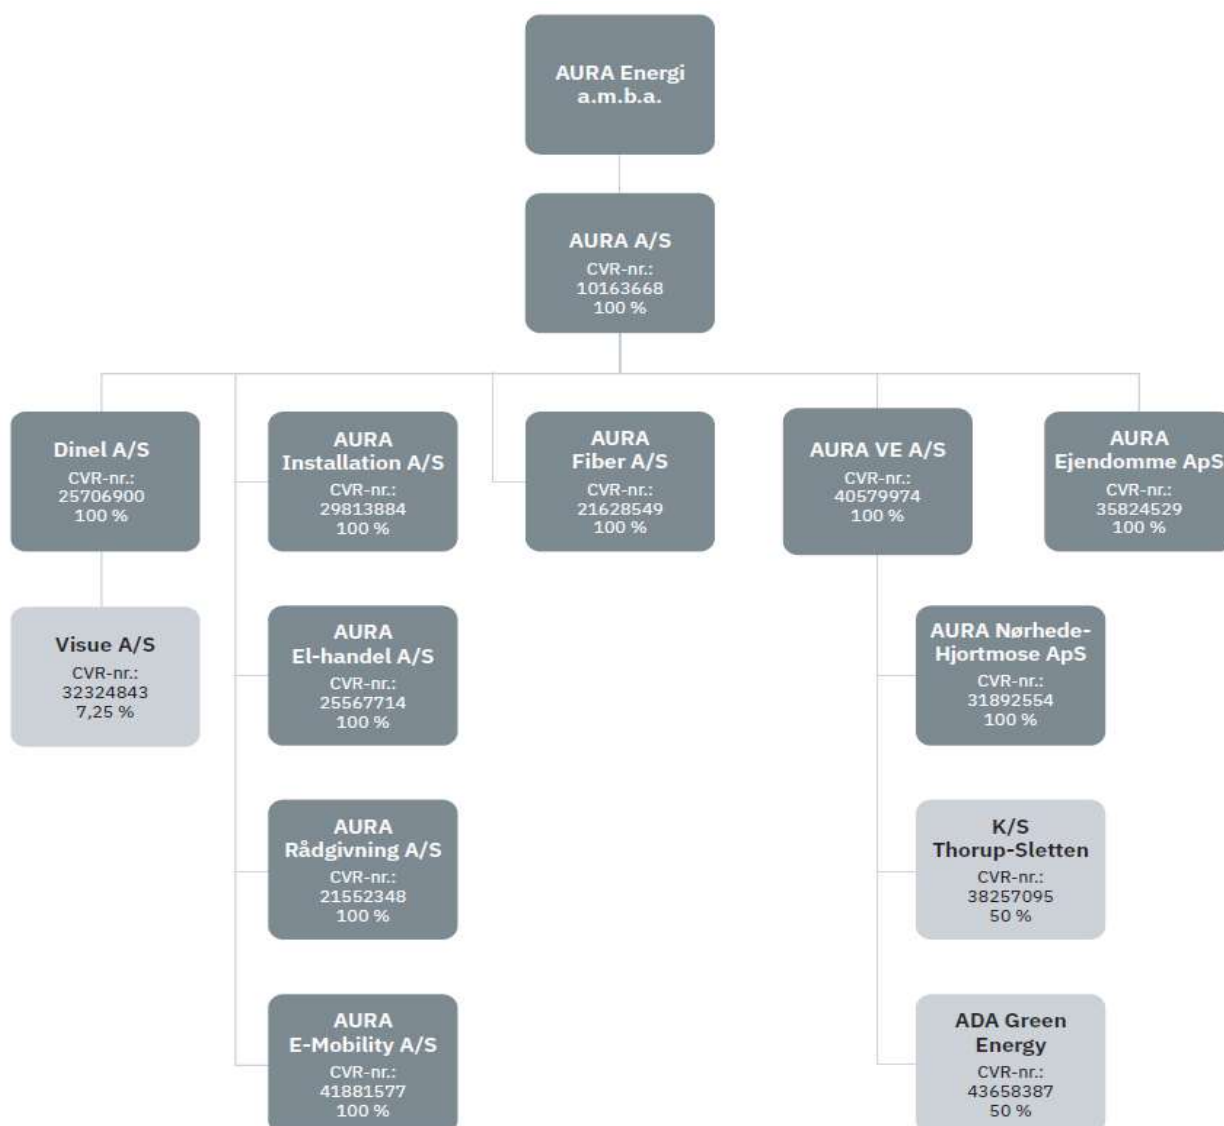 AURA Energi
a.m.b.a.
AURA A/S
CVR-nr.:
10163668
100 %
Dinel A/S
CVR-nr.:
25706900
100 %
AURA
Installation A/S
CVR-nr.:
29813884
100 %
AURA
Fiber A/S
CVR-nr.:
21628549
100 %
AURA VE A/S
CVR-nr.:
40579974
100 %
AURA
Ejendomme ApS
CVR-nr.:
35824529
100 %
Visue A/S
CVR-nr.:
32324843
7,25 %
AURA
El-handel A/S
CVR-nr.:
25567714
100 %
AURA Nørhede-
Hjortmose ApS
CVR-nr.:
31892554
100 %
AURA
Rådgivning A/S
CVR-nr.:
21552348
100 %
K/S
Thorup-Sletten
CVR-nr.:
38257095
50 %
AURA
E-Mobility A/S
CVR-nr.:
41881577
100 %
ADA Green
Energy
CVR-nr.:
43658387
50 %